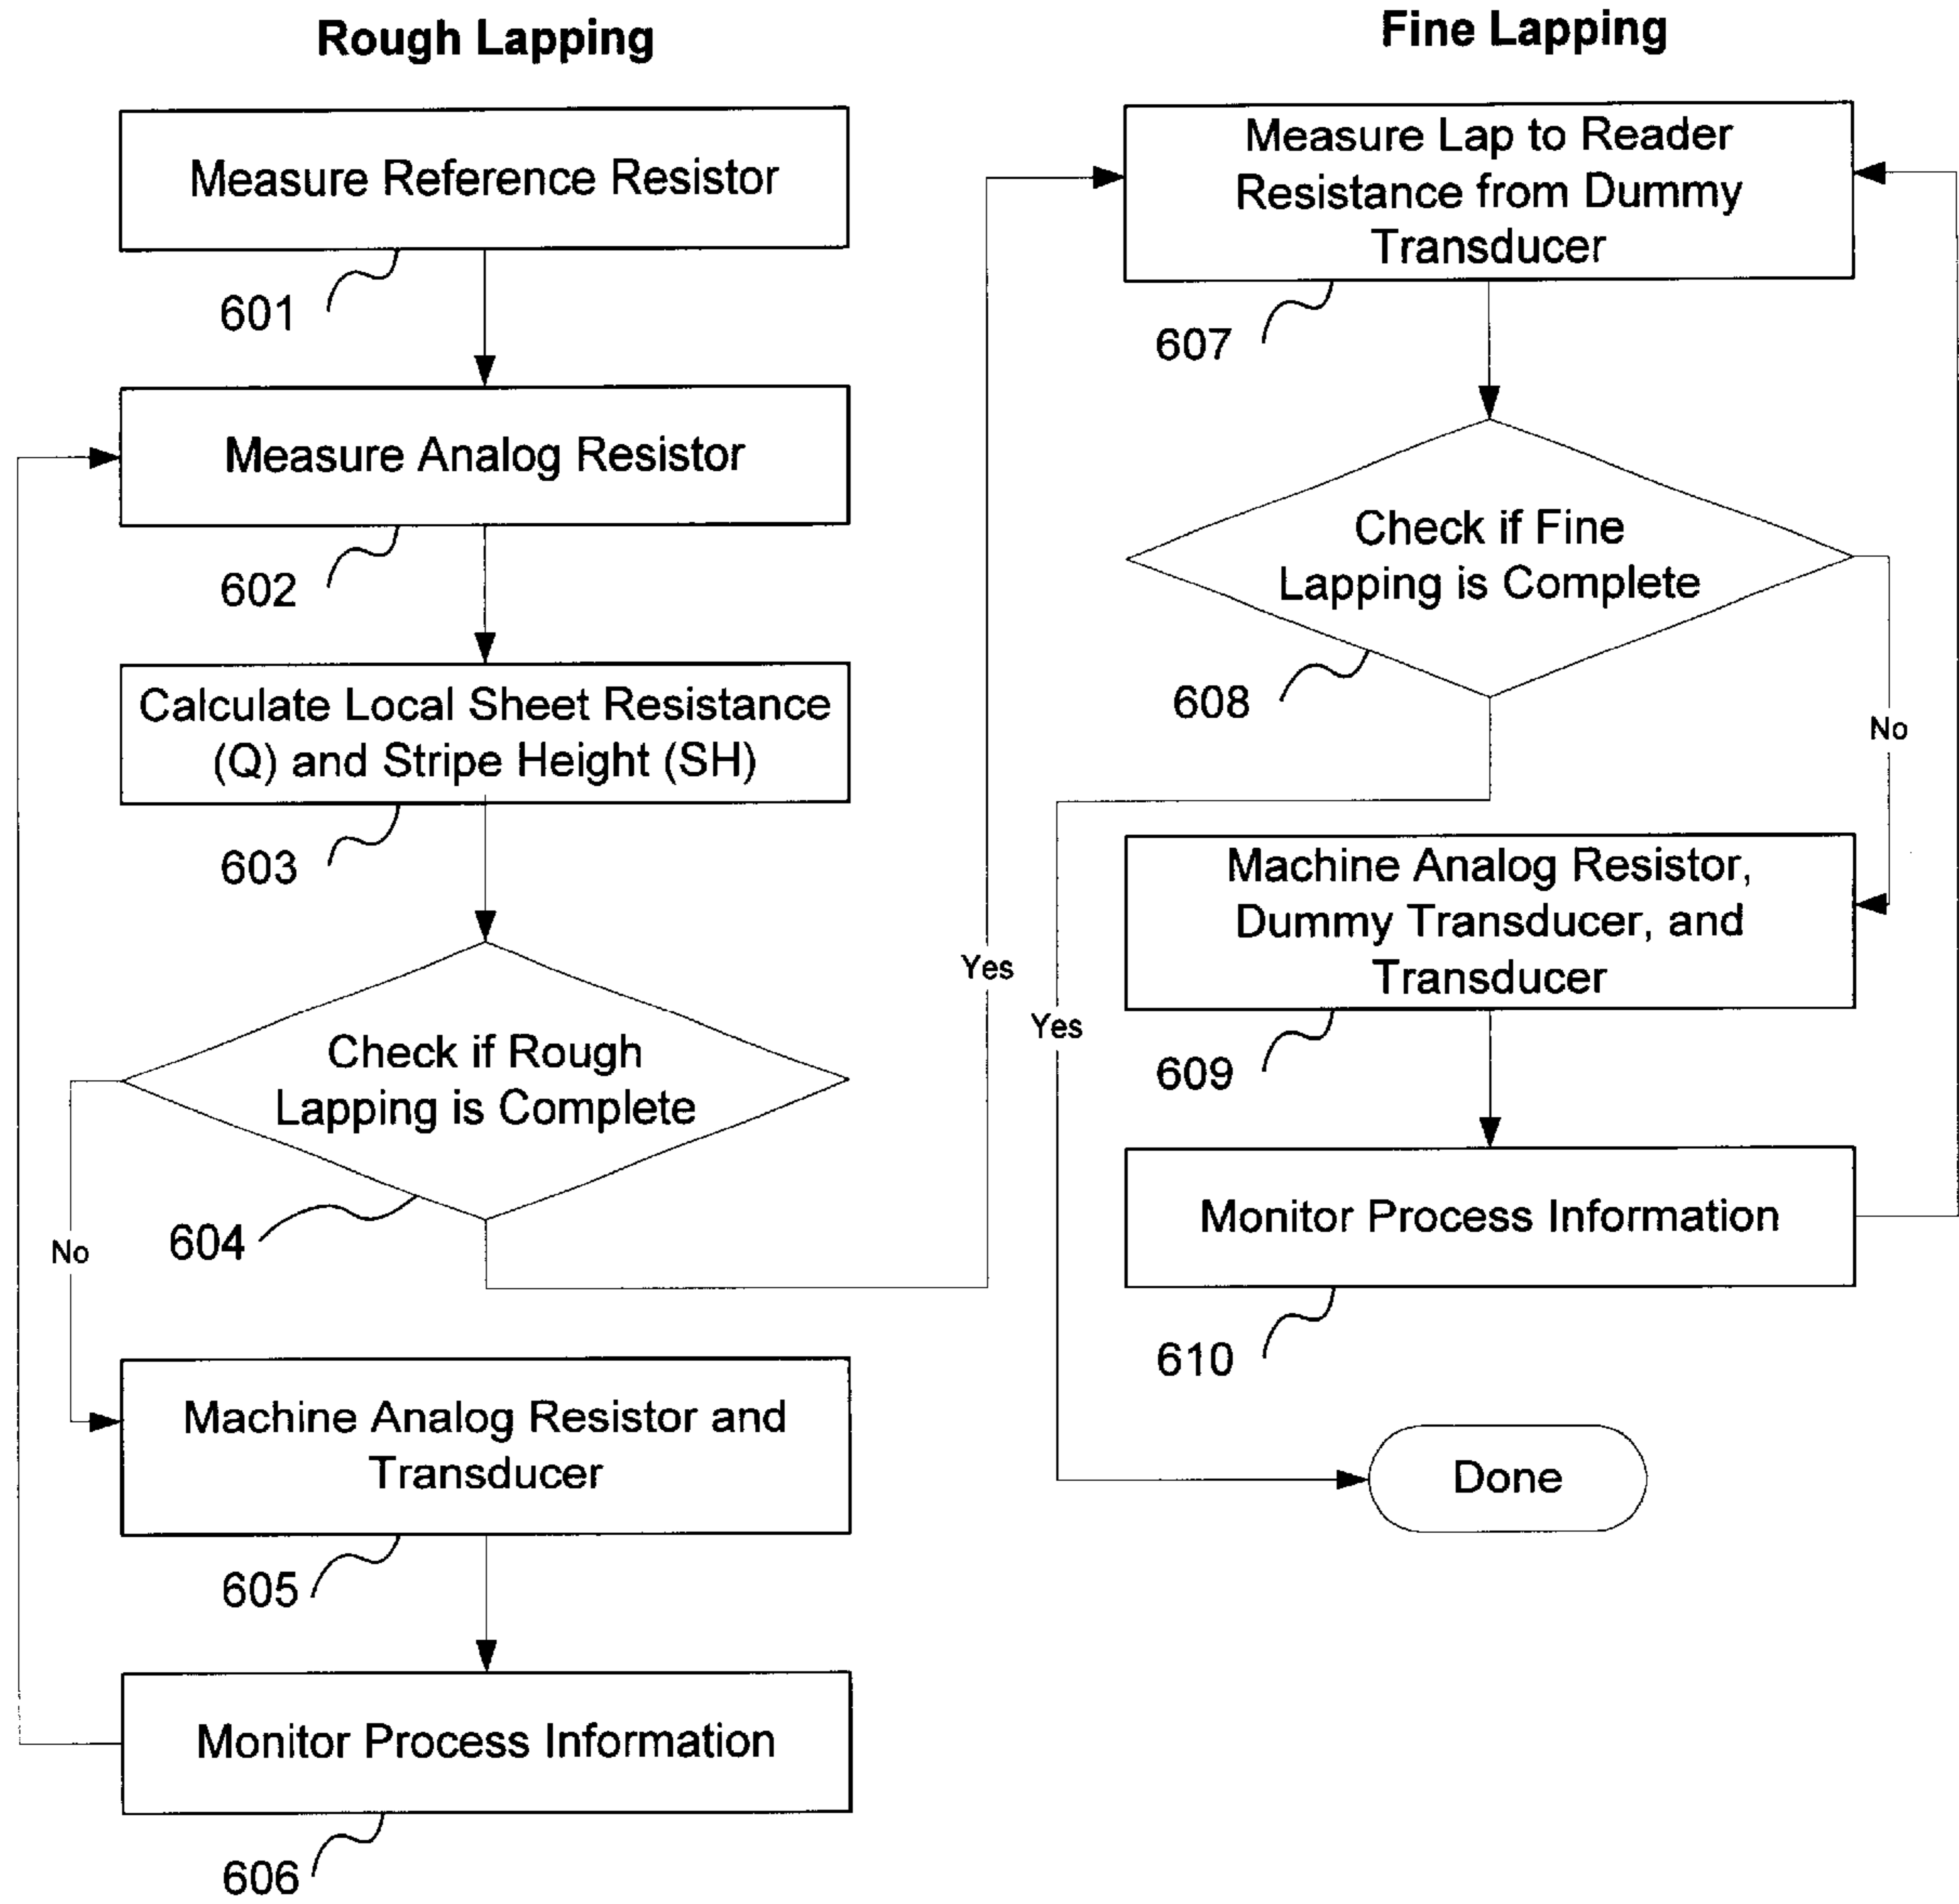 Rough Lapping
Measure Reference Resistor
601
Measure Analog Resistor
602
Calculate Local Sheet Resistance
(Q) and Stripe Height (SH)
603
Check if Rough
Lapping is Complete
604
No
Yes
Machine Analog Resistor and
Transducer
605
Monitor Process Information
606
Fine Lapping
Measure Lap to Reader
Resistance from Dummy
Transducer
607
Check if Fine
Lapping is Complete
608
No
Yes
Machine Analog Resistor,
Dummy Transducer, and
Transducer
609
Monitor Process Information
610
Done